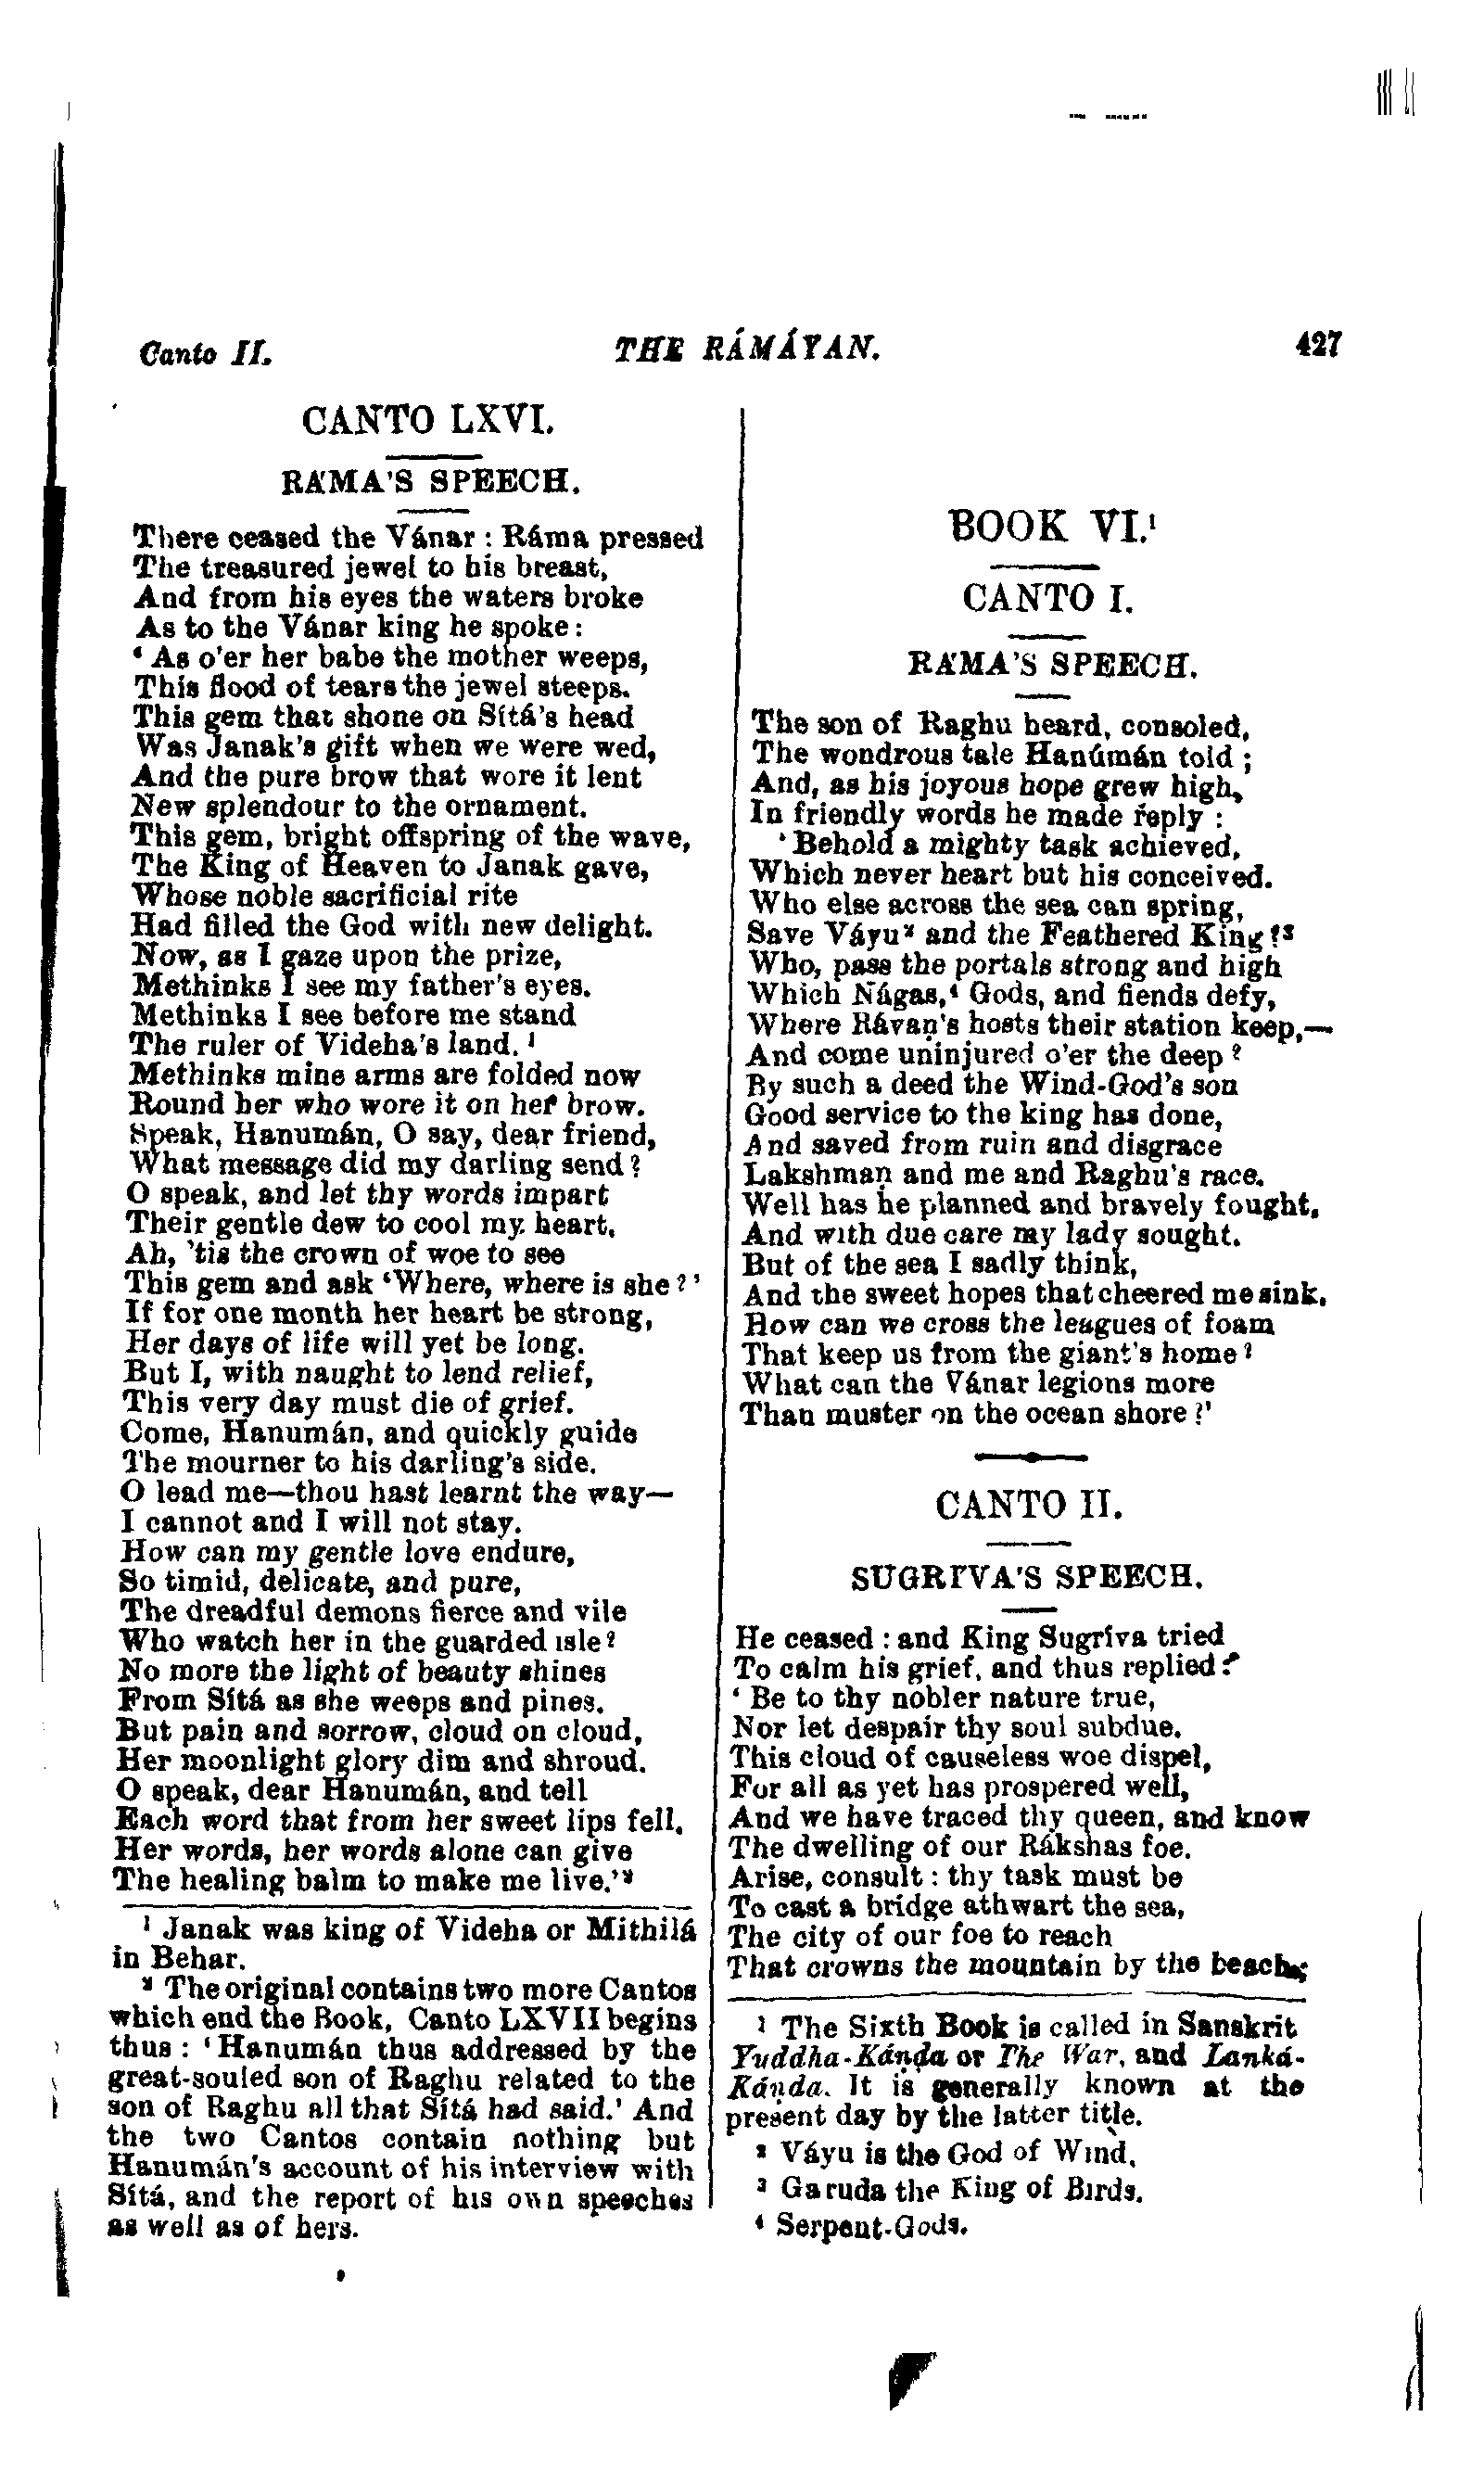 Canto II. THE RÁMÁYAN. 427
CANTO LXVI.
RÁMA'S SPEECH.
There ceased the Vánar : Ráma pressed
The treasured jewel to his breast,
And from his eyes the waters broke
As to the Vánar king he spoke:
‘ As o'er her babe the mother weeps,
This flood of tears the jewel steeps.
This gem that shone on Sítá's head
Was Janak's gift when we were wed,
And the pure brow that wore it lent
New splendour to the ornament.
This gem, bright offspring of the wave,
The King of Heaven to Janak gave,
Whose noble sacrificial rite
Had filled the God with new delight.
Now, as I gaze upon the prize,
Methinks I see my father's eyes.
Methinks I see before me stand
The ruler of Videha's land. ¹
Methinks mine arms are folded now
Round her who wore it on her brow.
Speak, Hanumán, O say, dear friend,
What message did my darling send ?
O speak, and let thy words impart
Their gentle dew to cool my heart.
Ah, 'tis the crown of woe to see
This gem and ask ‘Where, where is she ?’
If for one month her heart be strong,
Her days of life will yet be long.
But I, with naught to lend relief,
This very day must die of grief.
Come, Hanumán, and quickly guide
The mourner to his darling's side.
O lead me—thou hast learnt the way—
I cannot and I will not stay.
How can my gentle love endure,
So timid, delicate, and pure,
The dreadful demons fierce and vile
Who watch her in the guarded isle ?
No more the light of beauty shines
From Sítá as she weeps and pines.
But pain and sorrow, cloud on cloud,
Her moonlight glory dim and shroud.
O speak, dear Hanumán, and tell
Each word that from her sweet lips fell.
Her words, her words alone can give
The healing balm to make me live.’²
¹ Janak was king of Videha or Mithilá
in Behar.
² The original contains two more Cantos
which end the Book, Canto LXVII begins
thus : ‘Hanumán thus addressed by the
great-souled son of Raghu related to the
son of Raghu all that Sítá had said.’ And
the two Cantos contain nothing but
Hanumán's account of his interview with
Sítá, and the report of his own speeches
as well as of hers.
BOOK VI.¹
CANTO I.
RÁMA'S SPEECH.
The son of Raghu heard, consoled,
The wondrous tale Hanúmán told ;
And, as his joyous hope grew high,
In friendly words he made reply :
‘ Behold a mighty task achieved,
Which never heart but his conceived.
Who else across the sea can spring,
Save Váyu² and the Feathered King ?³
Who, pass the portals strong and high
Which Nágas,⁴ Gods, and fiends defy,
Where Rávaṇ's hosts their station keep,—
And come uninjured o'er the deep ?
By such a deed the Wind-God's son
Good service to the king has done,
And saved from ruin and disgrace
Lakshmaṇ and me and Raghu's race.
Well has he planned and bravely fought,
And with due care my lady sought.
But of the sea I sadly think,
And the sweet hopes that cheered me sink.
How can we cross the leagues of foam
That keep us from the giant's home ?
What can the Vánar legions more
Than muster on the ocean shore ?’
CANTO II.
SUGRÍVA'S SPEECH.
He ceased : and King Sugríva tried
To calm his grief, and thus replied :
‘ Be to thy nobler nature true,
Nor let despair thy soul subdue.
This cloud of causeless woe dispel,
For all as yet has prospered well,
And we have traced thy queen, and know
The dwelling of our Rákshas foe.
Arise, consult : thy task must be
To cast a bridge athwart the sea,
The city of our foe to reach
That crowns the mountain by the beach;
¹ The Sixth Book is called in Sanskrit
Yuddha-Káṇḍa or The War, and Lanká-
Káṇda. It is generally known at the
present day by the latter title.
² Váyu is the God of Wind.
³ Garuda the King of Birds.
⁴ Serpent-Gods.